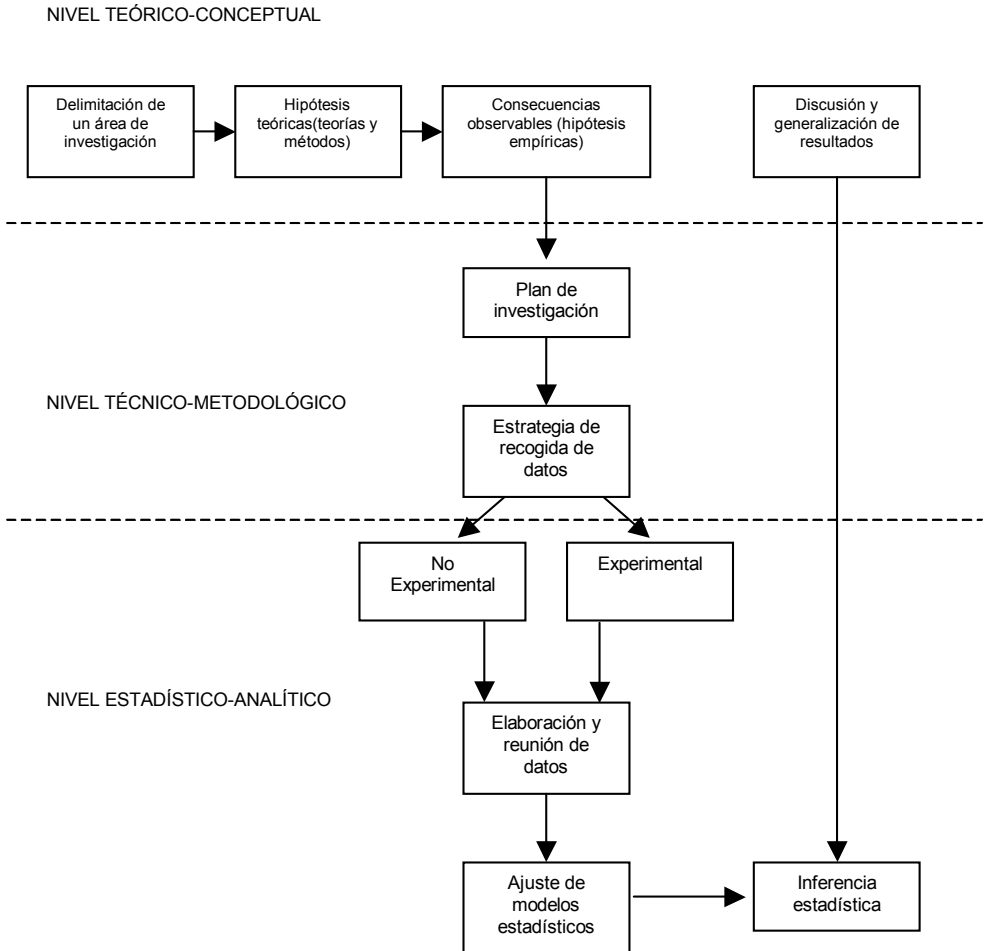 NIVEL TEÓRICO-CONCEPTUAL
Delimitación de
un área de
investigación
Hipótesis
teóricas(teorías y
métodos)
Consecuencias
observables (hipótesis
empíricas)
Discusión y
generalización de
resultados
Plan de
investigación
NIVEL TÉCNICO-METODOLÓGICO
Estrategia de
recogida de
datos
No
Experimental
Experimental
NIVEL ESTADÍSTICO-ANALÍTICO
Elaboración y
reunión de
datos
Ajuste de
modelos
estadísticos
Inferencia
estadística